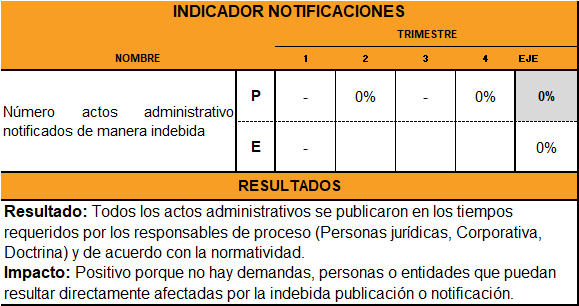 INDICADOR NOTIFICACIONES
NOMBRE
TRIMESTRE
1 2 3 4 EJE
Número actos administrativo
notificados de manera indebida
P - 0% - 0% 0%
E - 0%
RESULTADOS
Resultado: Todos los actos administrativos se publicaron en los tiempos
requeridos por los responsables de proceso (Personas jurídicas, Corporativa,
Doctrina) y de acuerdo con la normatividad.
Impacto: Positivo porque no hay demandas, personas o entidades que puedan
resultar directamente afectadas por la indebida publicación o notificación.